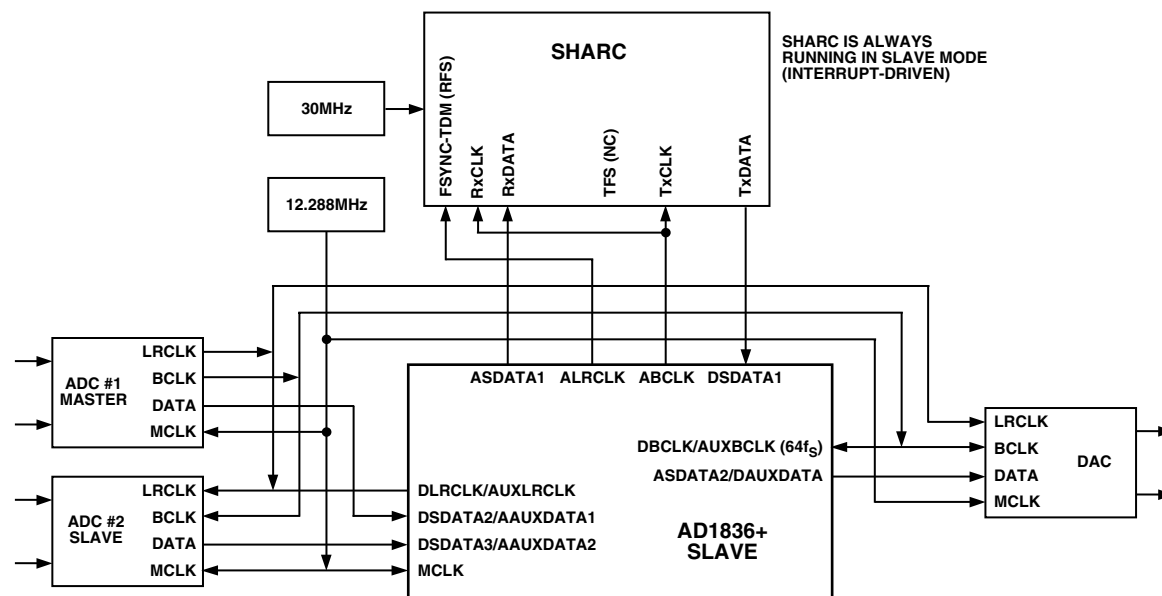 SHARC
SHARC IS ALWAYS
RUNNING IN SLAVE MODE
(INTERRUPT-DRIVEN)
30MHz
12.288MHz
FSYNC-TDM (RFS)
RxCLK
RxDATA
TFS (NC)
TxCLK
TxDATA
ADC #1
MASTER
LRCLK
BCLK
DATA
MCLK
ADC #2
SLAVE
LRCLK
BCLK
DATA
MCLK
ASDATA1 ALRCLK ABCLK DSDATA1
DBCLK/AUXBCLK (64fS)
ASDATA2/DAUXDATA
DLRCLK/AUXLRCLK
DSDATA2/AAUXDATA1
DSDATA3/AAUXDATA2
MCLK
AD1836+
SLAVE
LRCLK
BCLK
DATA
MCLK
DAC